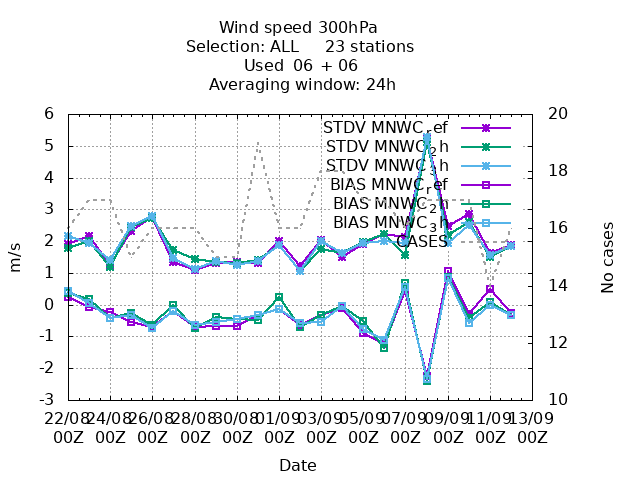 Wind speed 300hPa
Selection: ALL 23 stations
Used 06 + 06
Averaging window: 24h
6
5
4
3
2
1
0
-1
-2
-3
m/s
20
18
16
14
12
10
No cases
STDV MNWC_ref
STDV MNWC_2h
STDV MNWC_3h
BIAS MNWC_ref
BIAS MNWC_2h
BIAS MNWC_3h
CASES
22/08 24/08 26/08 28/08 30/08 01/09 03/09 05/09 07/09 09/09 11/09 13/09
00Z 00Z 00Z 00Z 00Z 00Z 00Z 00Z 00Z 00Z 00Z 00Z
Date